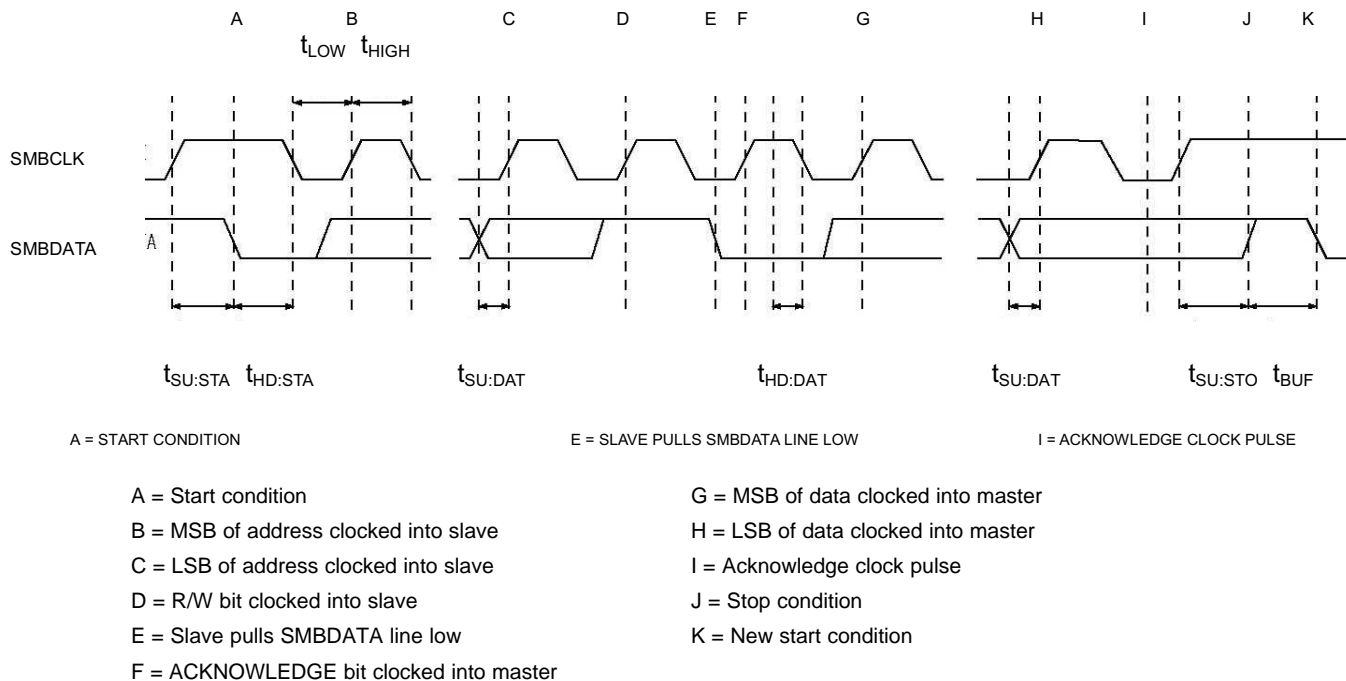 A B C D E F G H I J K
tLOW tHIGH
SMBCLK
SMBDATA
A
tSU:STA tHD:STA tSU:DAT tHD:DAT tSU:DAT tSU:STO tBUF
A = START CONDITION E = SLAVE PULLS SMBDATA LINE LOW I = ACKNOWLEDGE CLOCK PULSE
A = Start condition
B = MSB of address clocked into slave
C = LSB of address clocked into slave
D = R/W bit clocked into slave
E = Slave pulls SMBDATA line low
F = ACKNOWLEDGE bit clocked into master
G = MSB of data clocked into master
H = LSB of data clocked into master
I = Acknowledge clock pulse
J = Stop condition
K = New start condition